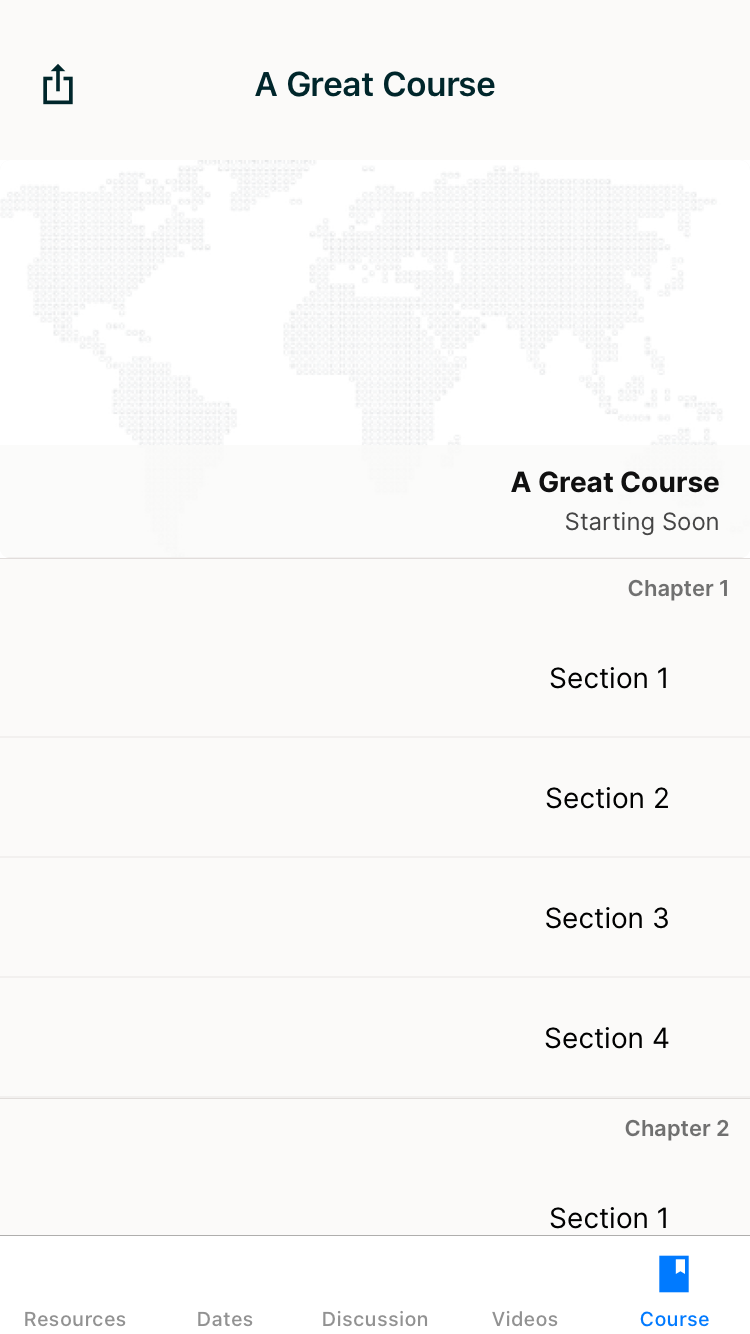 A Great Course
A Great Course
Starting Soon
Chapter 1
Section 1
Section 2
Section 3
Section 4
Chapter 2
Section 1
Resources Dates Discussion Videos Course